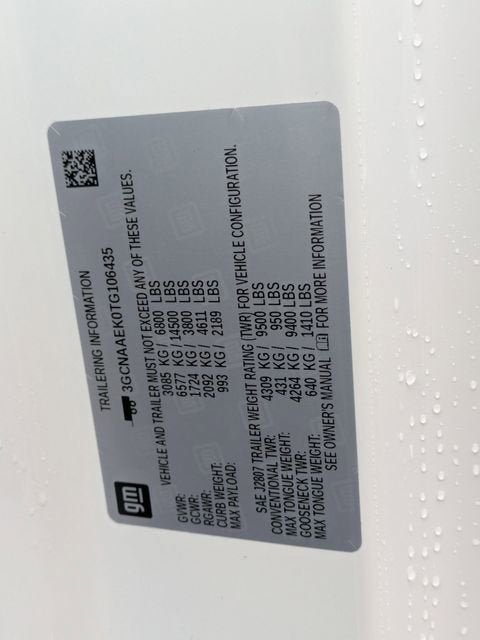 gm
TRAILERING INFORMATION
3GCNAAEK0TG106435
VEHICLE AND TRAILER MUST NOT EXCEED ANY OF THESE VALUES.
GVWR: 3085 KG / 6800 LBS
GCWR: 6577 KG / 14500 LBS
RGAWR: 1724 KG / 3800 LBS
CURB WEIGHT: 2092 KG / 4611 LBS
MAX PAYLOAD: 993 KG / 2189 LBS
SAE J2807 TRAILER WEIGHT RATING (TWR) FOR VEHICLE CONFIGURATION.
CONVENTIONAL TWR: 4309 KG / 9500 LBS
MAX TONGUE WEIGHT: 431 KG / 950 LBS
GOOSENECK TWR: 4264 KG / 9400 LBS
MAX TONGUE WEIGHT: 640 KG / 1410 LBS
SEE OWNER'S MANUAL FOR MORE INFORMATION